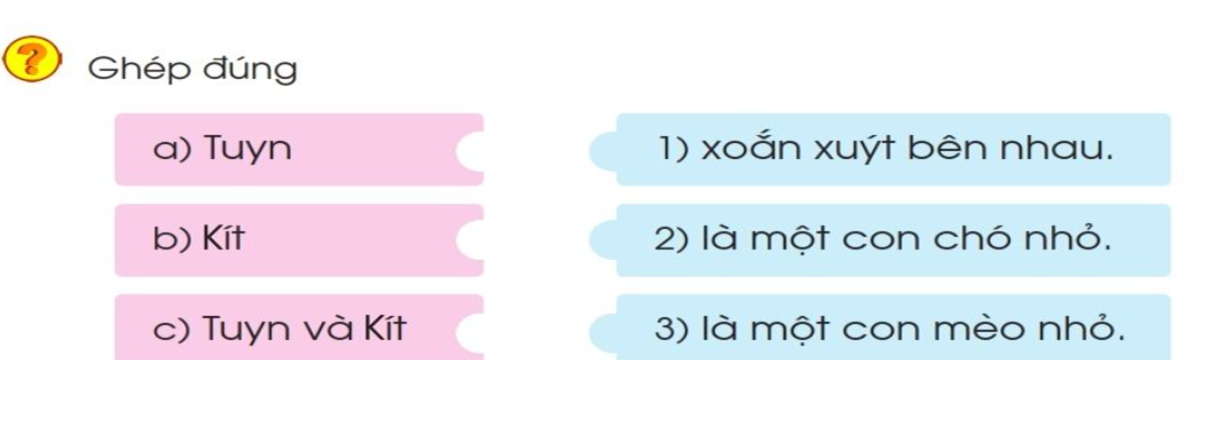 ?
Ghép đúng
a) Tuyn
1) xoắn xuýt bên nhau.
b) Kít
2) là một con chó nhỏ.
c) Tuyn và Kít
3) là một con mèo nhỏ.